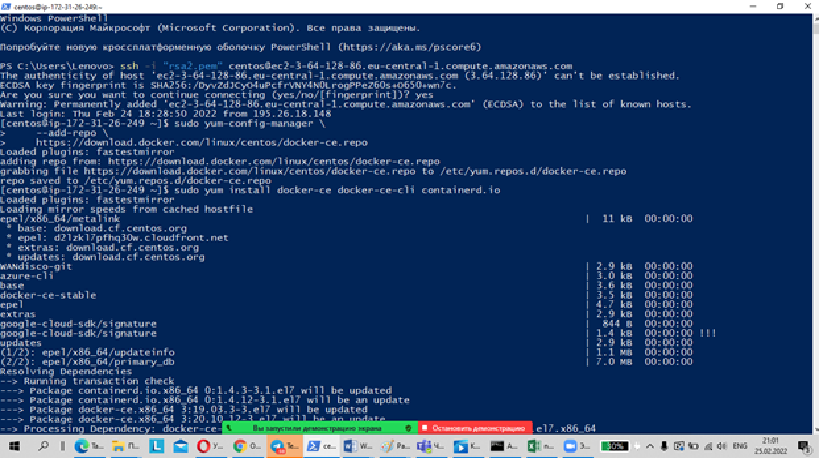 centos@ip-172-31-26-249:~
Windows PowerShell
(C) Корпорация Майкрософт (Microsoft Corporation). Все права защищены.
Попробуйте новую кроссплатформенную оболочку PowerShell (https://aka.ms/pscore6)
PS C:\Users\Lenovo> ssh -i "rsa2.pem" centos@ec2-3-64-128-86.eu-central-1.compute.amazonaws.com
The authenticity of host 'ec2-3-64-128-86.eu-central-1.compute.amazonaws.com (3.64.128.86)' can't be established.
ECDSA key fingerprint is
Are you sure you want to continue connecting (yes/no/[fingerprint])? yes
Warning: Permanently added 'ec2-3-64-128-86.eu-central-1.compute.amazonaws.com' (ECDSA) to the list of known hosts.
Last login: Thu Feb 24 18:28:50 2022 from 195.26.18.148
[centos@ip-172-31-26-249 ~]$ sudo yum-config-manager \
>     --add-repo \
>     https://download.docker.com/linux/centos/docker-ce.repo
Loaded plugins: fastestmirror
adding repo from: https://download.docker.com/linux/centos/docker-ce.repo
grabbing file https://download.docker.com/linux/centos/docker-ce.repo to /etc/yum.repos.d/docker-ce.repo
repo saved to /etc/yum.repos.d/docker-ce.repo
[centos@ip-172-31-26-249 ~]$ sudo yum install docker-ce docker-ce-cli containerd.io
Loaded plugins: fastestmirror
Loading mirror speeds from cached hostfile
epel/x86_64/metalink | 11 kB 00:00:00
* base: download.cf.centos.org
* epel: d2lzkl7pfhq30w.cloudfront.net
* extras: download.cf.centos.org
* updates: download.cf.centos.org
WANdisco-git | 2.9 kB 00:00:00
azure-cli | 3.0 kB 00:00:00
base | 3.6 kB 00:00:00
docker-ce-stable | 3.5 kB 00:00:00
epel | 4.7 kB 00:00:00
extras | 2.9 kB 00:00:00
google-cloud-sdk/signature | 844 B 00:00:00
google-cloud-sdk/signature | 1.4 kB 00:00:00 !!!
updates | 2.9 kB 00:00:00
(1/2): epel/x86_64/updateinfo | 1.1 MB 00:00:00
(2/2): epel/x86_64/primary_db | 7.0 MB 00:00:00
Resolving Dependencies
--> Running transaction check
---> Package containerd.io.x86_64 0:1.4.3-3.1.el7 will be updated
---> Package containerd.io.x86_64 0:1.4.12-3.1.el7 will be an update
---> Package docker-ce.x86_64 3:19.03.3-3.el7 will be updated
---> Package docker-ce.x86_64 3:20.10.12-3.el7 will be an update
--> Processing Dependency: docker-ce- e7.x86_64
Вы запустили демонстрацию экрана
Остановить демонстрацию
Ta...
П...
У...
G...
Te...
ce...
W...
Ра...
Ч...
K...
A...
n...
З...
50%
ENG
21:01
25.02.2022